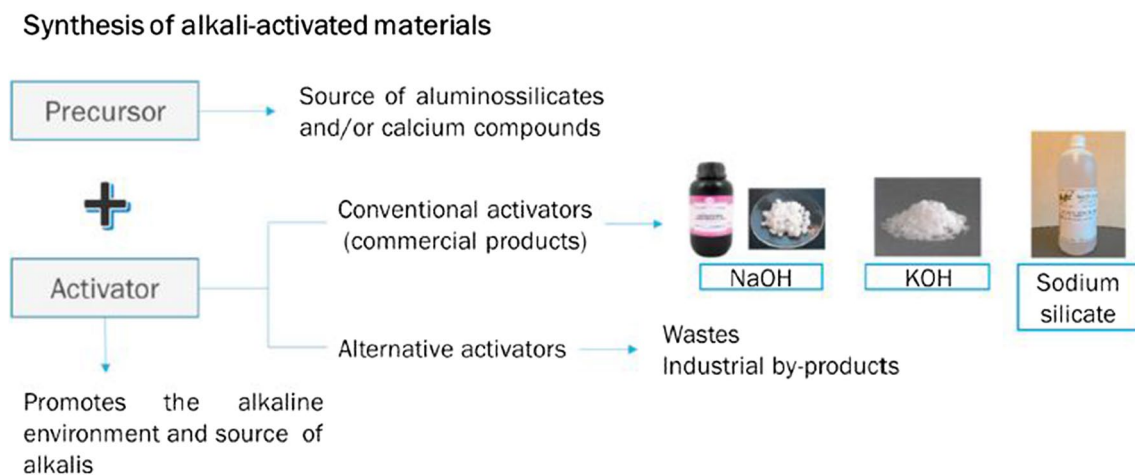 Synthesis of alkali-activated materials
Precursor
Source of aluminossilicates
and/or calcium compounds
Activator
Conventional activators
(commercial products)
NaOH
KOH
Sodium
silicate
Alternative activators
Wastes
Industrial by-products
Promotes the alkaline
environment and source of
alkalis